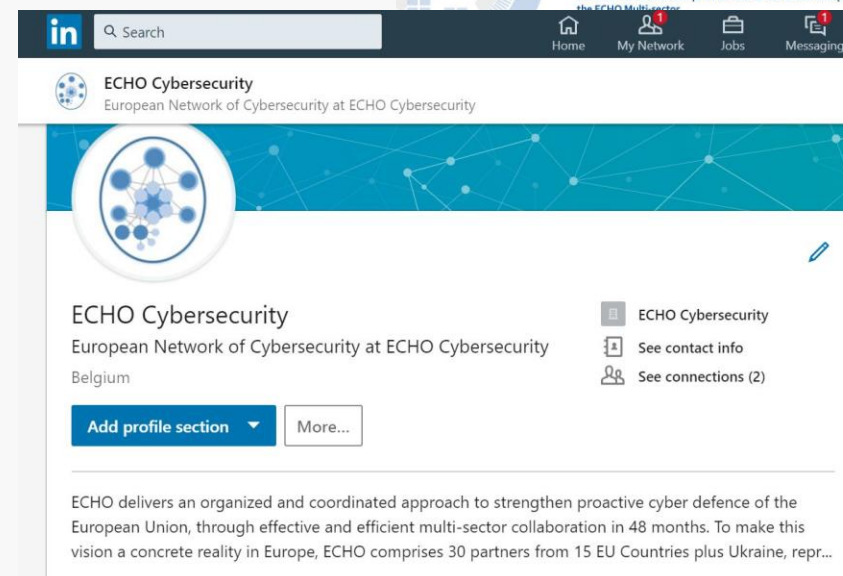 the ECHO Multi-sector
in Search
Home My Network 1 Jobs Messaging 1
ECHO Cybersecurity
European Network of Cybersecurity at ECHO Cybersecurity
ECHO Cybersecurity
European Network of Cybersecurity at ECHO Cybersecurity
Belgium
ECHO Cybersecurity
See contact info
See connections (2)
Add profile section
More...
ECHO delivers an organized and coordinated approach to strengthen proactive cyber defence of the
European Union, through effective and efficient multi-sector collaboration in 48 months. To make this
vision a concrete reality in Europe, ECHO comprises 30 partners from 15 EU Countries plus Ukraine, repr...